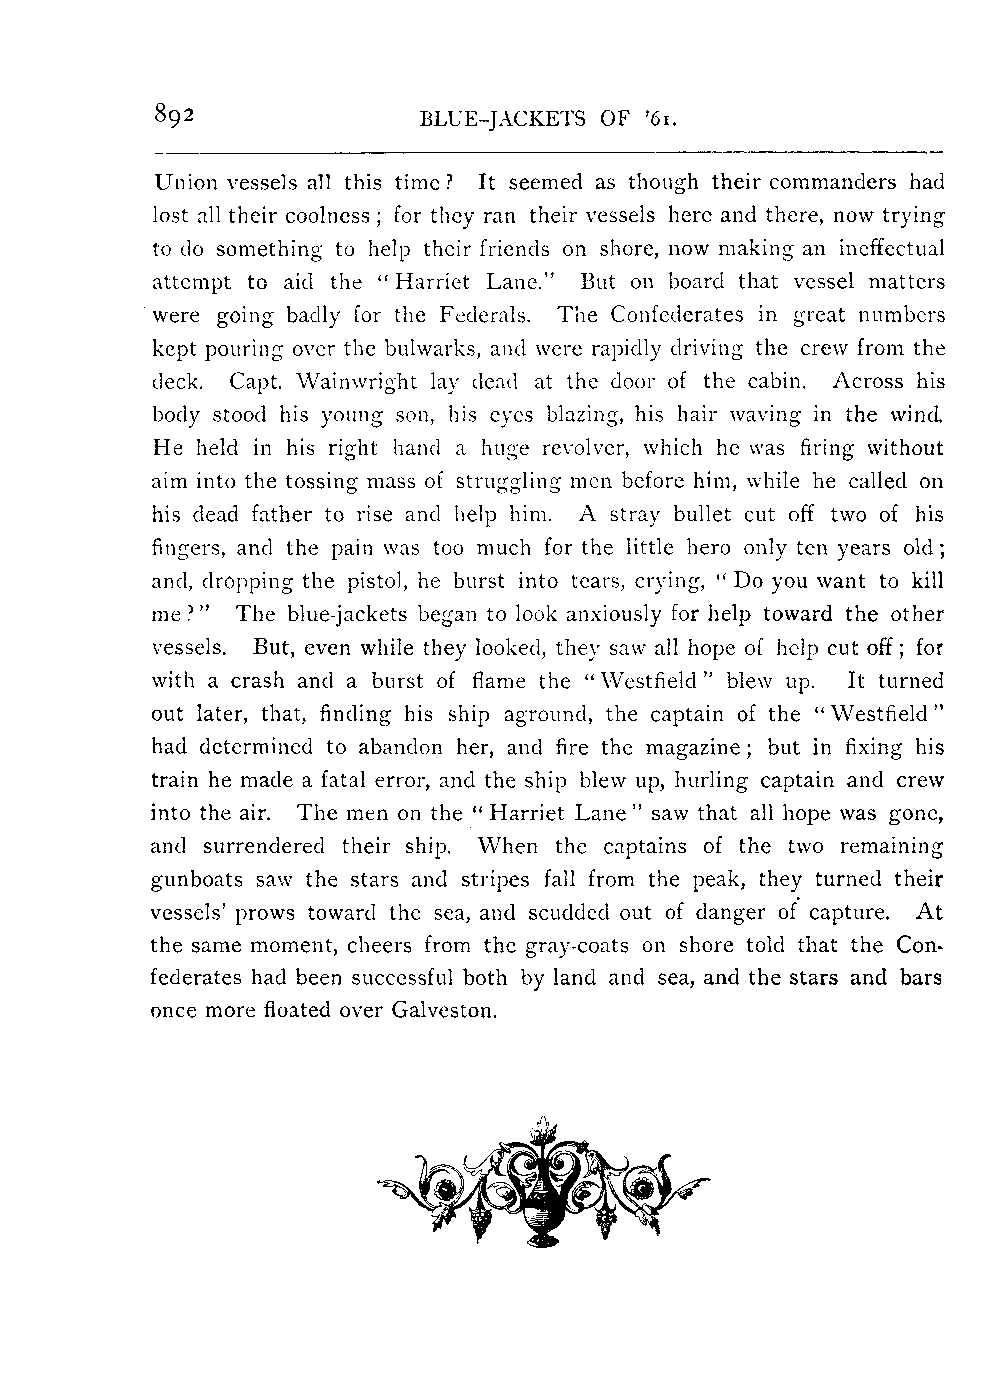 892 BLUE-JACKETS OF '61.
Union vessels all this time? It seemed as though their commanders had
lost all their coolness; for they ran their vessels here and there, now trying
to do something to help their friends on shore, now making an ineffectual
attempt to aid the "Harriet Lane." But on board that vessel matters
were going badly for the Federals. The Confederates in great numbers
kept pouring over the bulwarks, and were rapidly driving the crew from the
deck. Capt. Wainwright lay dead at the door of the cabin. Across his
body stood his young son, his eyes blazing, his hair waving in the wind.
He held in his right hand a huge revolver, which he was firing without
aim into the tossing mass of struggling men before him, while he called on
his dead father to rise and help him. A stray bullet cut off two of his
fingers, and the pain was too much for the little hero only ten years old;
and, dropping the pistol, he burst into tears, crying, "Do you want to kill
me?" The blue-jackets began to look anxiously for help toward the other
vessels. But, even while they looked, they saw all hope of help cut off; for
with a crash and a burst of flame the "Westfield" blew up. It turned
out later, that, finding his ship aground, the captain of the "Westfield"
had determined to abandon her, and fire the magazine; but in fixing his
train he made a fatal error, and the ship blew up, hurling captain and crew
into the air. The men on the "Harriet Lane" saw that all hope was gone,
and surrendered their ship. When the captains of the two remaining
gunboats saw the stars and stripes fall from the peak, they turned their
vessels' prows toward the sea, and scudded out of danger of capture. At
the same moment, cheers from the gray-coats on shore told that the Con-
federates had been successful both by land and sea, and the stars and bars
once more floated over Galveston.